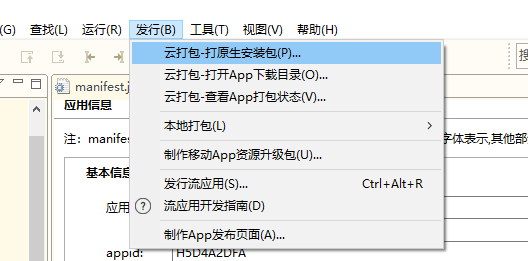 (G) 查找(L) 运行(R) 发行(B) 工具(T) 视图(V) 帮助(H)
云打包-打原生安装包(P)...
云打包-打开App下载目录(O)...
manifest.j
云打包-查看App打包状态(V)...
应用信息
本地打包(L)
注：manifes
字体表示,其他部
制作移动App资源升级包(U)...
基本信息
发行流应用(S)... Ctrl+Alt+R
应用
流应用开发指南(D)
制作App发布页面(A)...
appid: H5D4A2DFA